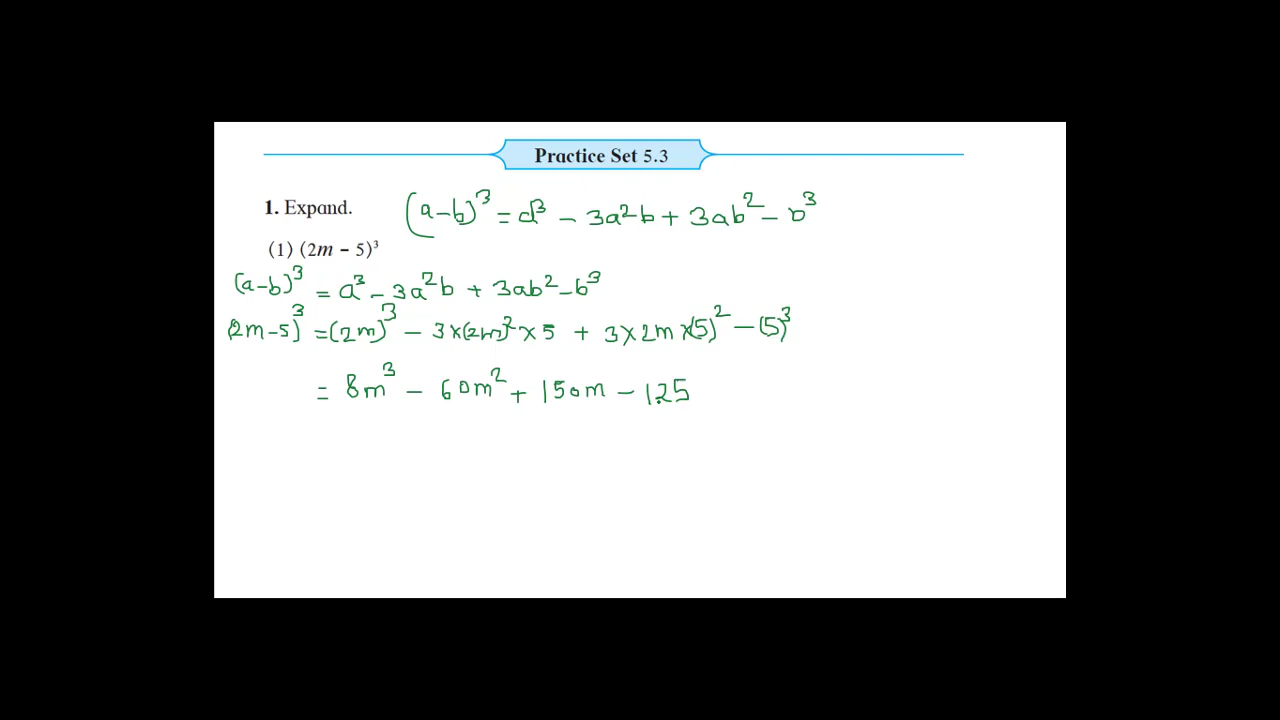 Practice Set 5.3
1. Expand. (a-b)³ = a³ - 3a²b + 3ab² - b³
(1) (2m – 5)³
(a-b)³ = a³ - 3a²b + 3ab² - b³
(2m-5)³ = (2m)³ - 3×(2m)²×5 + 3×2m×(5)² - (5)³
= 8m³ - 60m² + 150m - 125